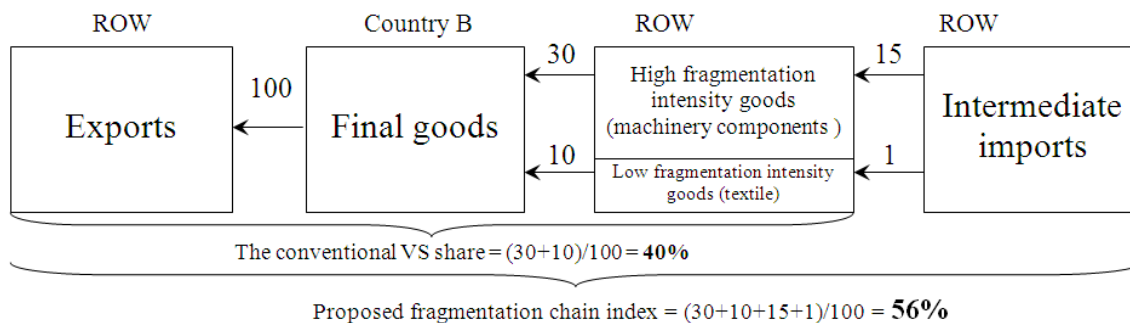 ROW Country B ROW ROW
100
30
10
15
1
Exports
Final goods
High fragmentation
intensity goods
(machinery components )
Low fragmentation intensity
goods (textile)
Intermediate
imports
The conventional VS share = (30+10)/100 = 40%
Proposed fragmentation chain index = (30+10+15+1)/100 = 56%